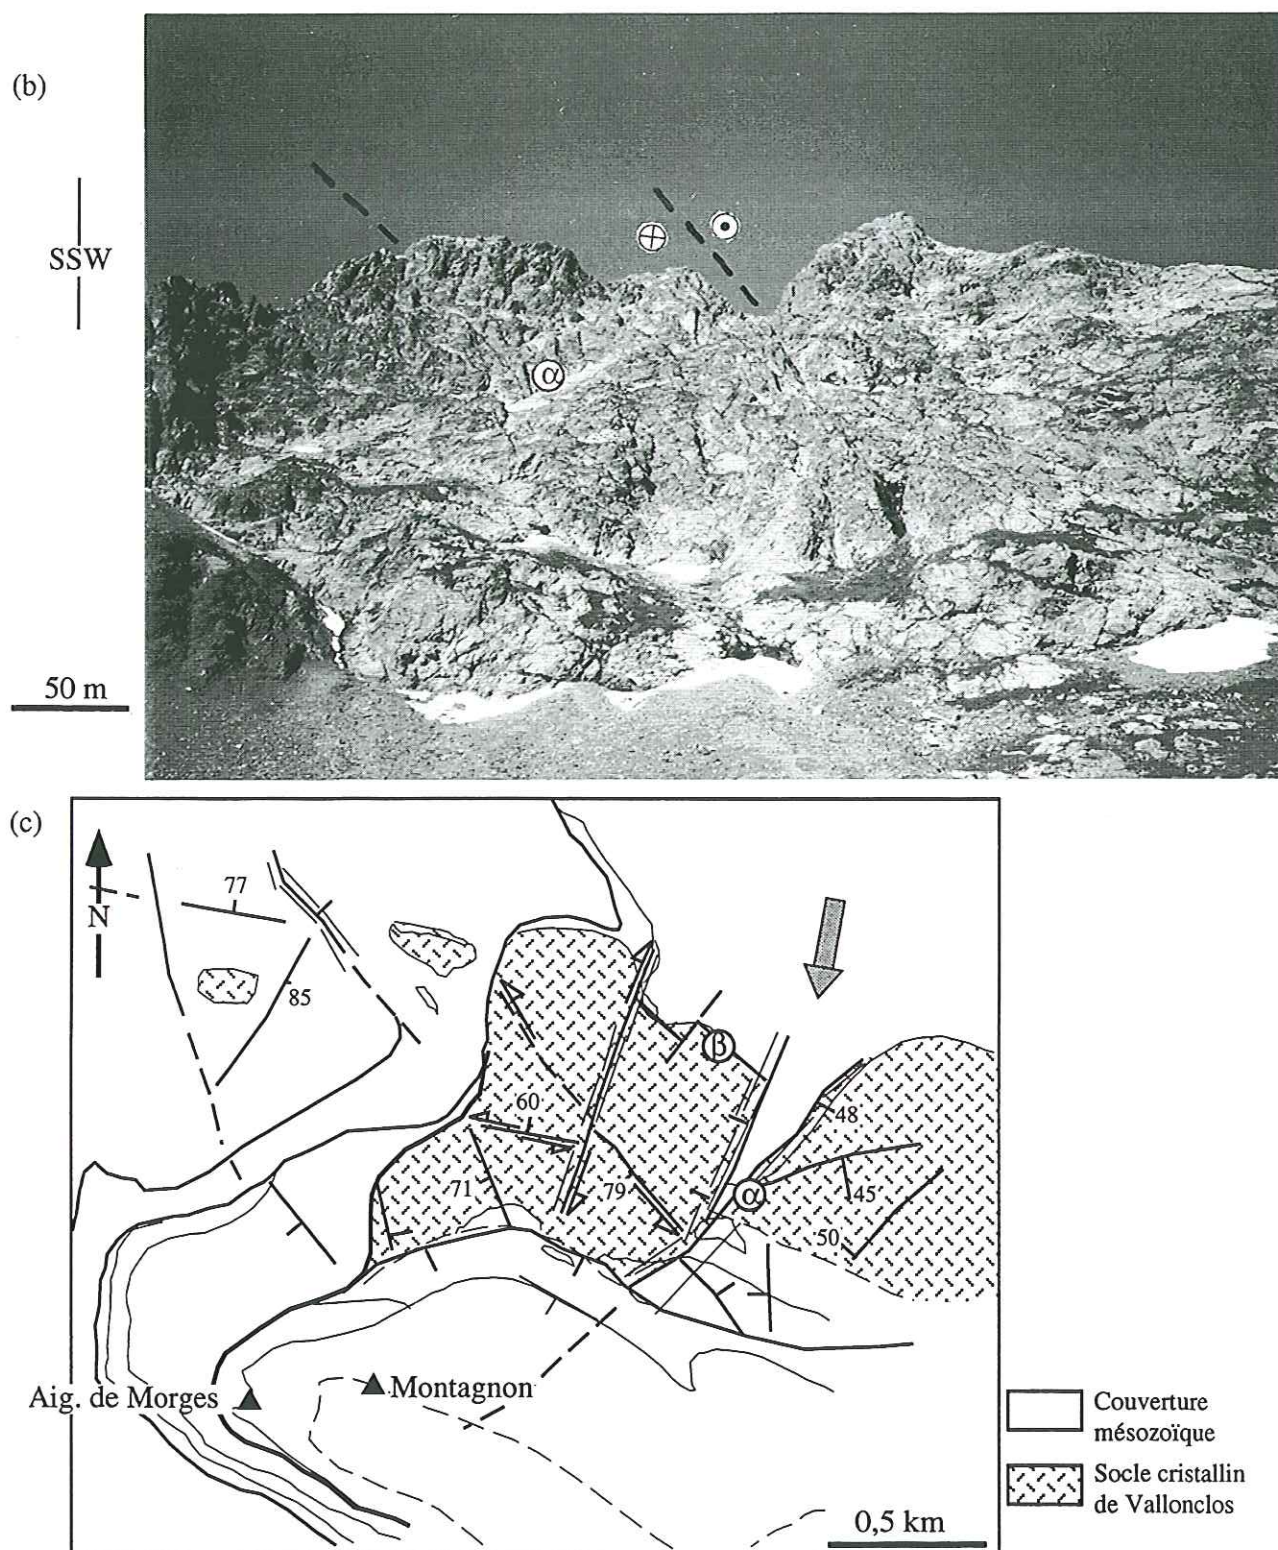 (b)
SSW
α
50 m
(c)
N
77
85
β
60
48
71
79
α
45
50
Aig. de Morges
Montagnon
Couverture
mésozoïque
Socle cristallin
de Vallonclos
0,5 km